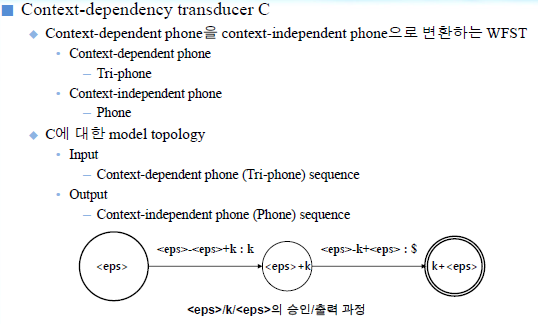 Context-dependency transducer C
Context-dependent phone을 context-independent phone으로 변환하는 WFST
Context-dependent phone
– Tri-phone
Context-independent phone
– Phone
C에 대한 model topology
Input
– Context-dependent phone (Tri-phone) sequence
Output
– Context-independent phone (Phone) sequence
<eps>-<eps>+k : k
<eps>-k+<eps> : $
<eps>
<eps>+k
k+<eps>
<eps>/k/<eps>의 승인/출력 과정